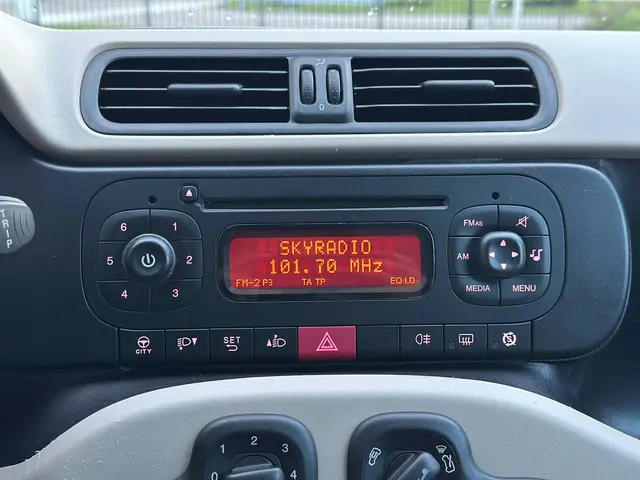 0
TRIP
6 1
5 2
4 3
SKYRADIO
101.70 MHz
FM-2 P3 TA TP EQ LD
FMAS
AM
MEDIA MENU
CITY
SET
0 1 2 3 4